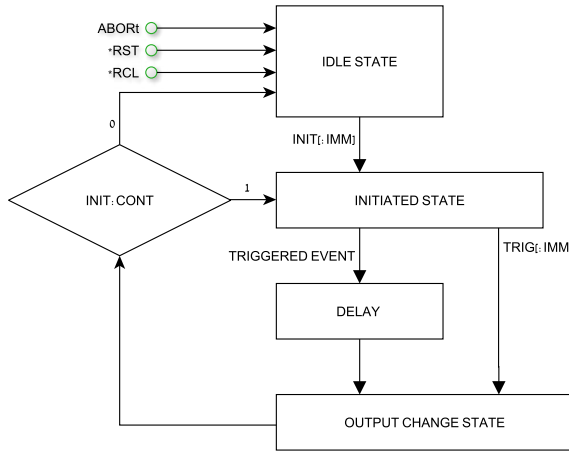 ABORt
*RST
*RCL
IDLE STATE
0
INIT[: IMM]
INIT: CONT
1
INITIATED STATE
TRIGGERED EVENT
TRIG[: IMM
DELAY
OUTPUT CHANGE STATE